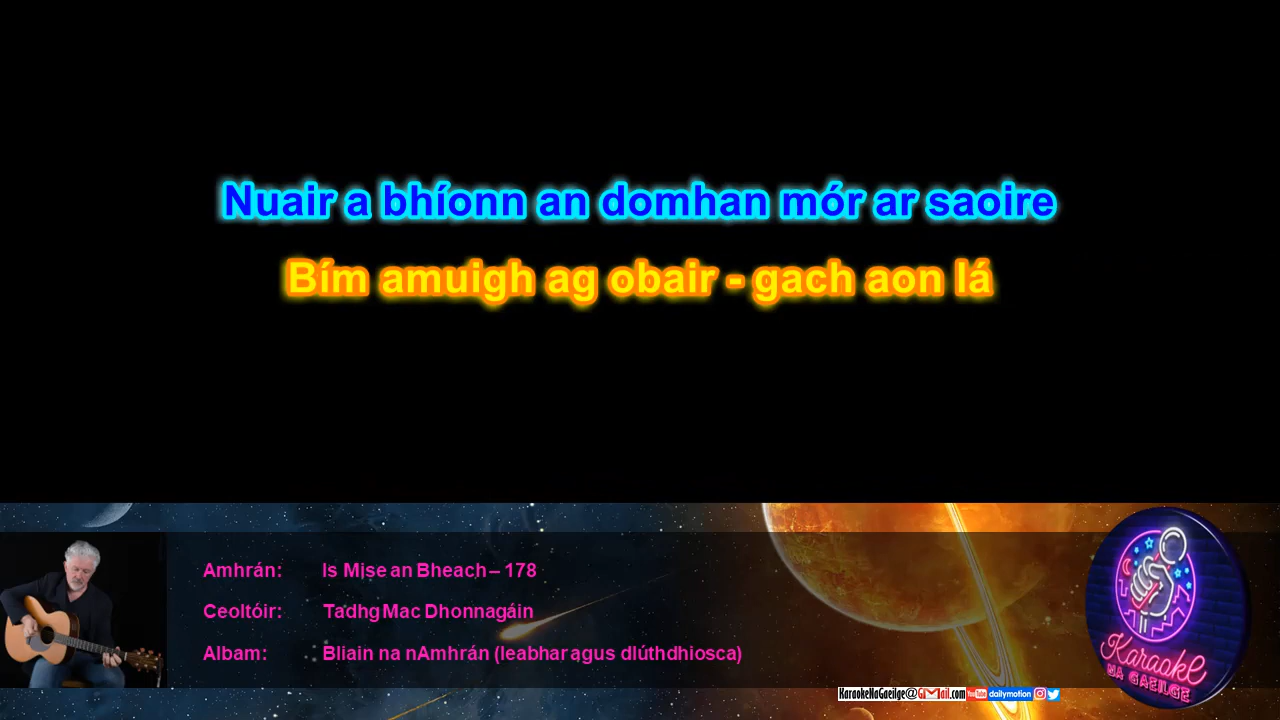 Nuair a bhíonn an domhan mór ar saoire
Bím amuigh ag obair - gach aon lá
Amhrán: Is Mise an Bheach – 178
Ceoltóir: Tadhg Mac Dhonnagáin
Albam: Bliain na nAmhrán (leabhar agus dlúthdhiosca)
Karaoke
NA GAEILGE
KaraokeNaGaeilge@GMail.com YouTube dailymotion